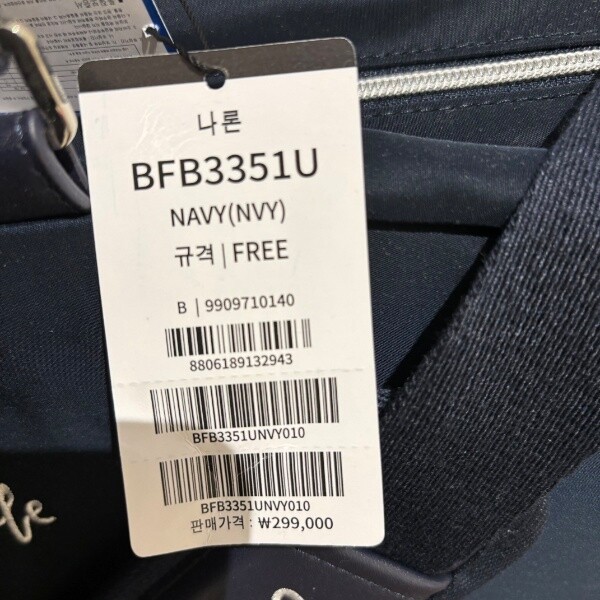 나론
BFB3351U
NAVY(NVY)
규격 | FREE
B | 9909710140
8806189132943
BFB3351UNVY010
BFB3351UNVY010
판매가격 : ₩299,000